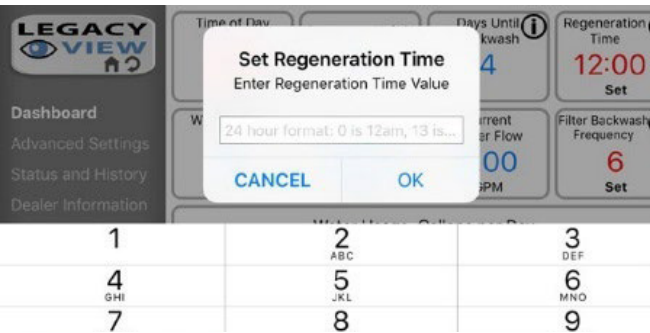 LEGACY
VIEW
Dashboard
Advanced Settings
Status and History
Dealer Information
Time of Day
Days Until
kwash
4
Regeneration
Time
12:00
Set
Set Regeneration Time
Enter Regeneration Time Value
24 hour format: 0 is 12am, 13 is...
CANCEL
OK
W
urrent
er Flow
00
GPM
Filter Backwash
Frequency
6
Set
1
2
ABC
3
DEF
4
GHI
5
JKL
6
MNO
7
8
9